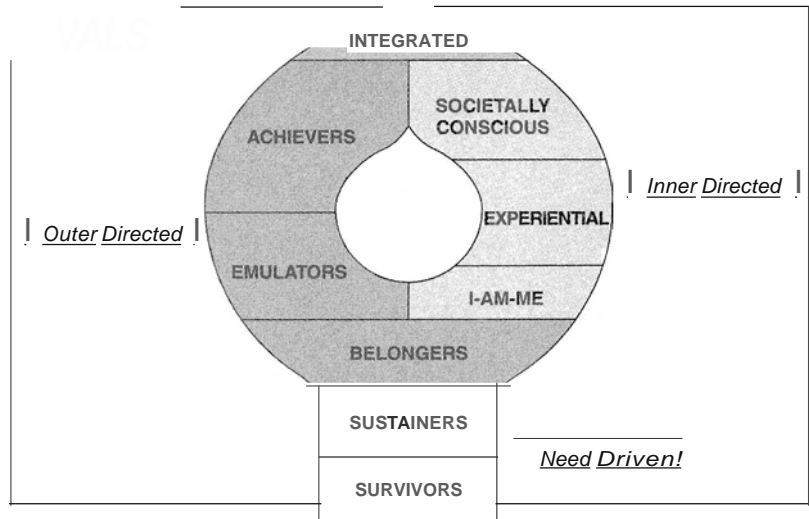 VALS
INTEGRATED
SOCIETALLY
CONSCIOUS
ACHIEVERS
Inner Directed
EXPERIENTIAL
Outer Directed
EMULATORS
I-AM-ME
BELONGERS
SUSTAINERS
Need Driven!
SURVIVORS